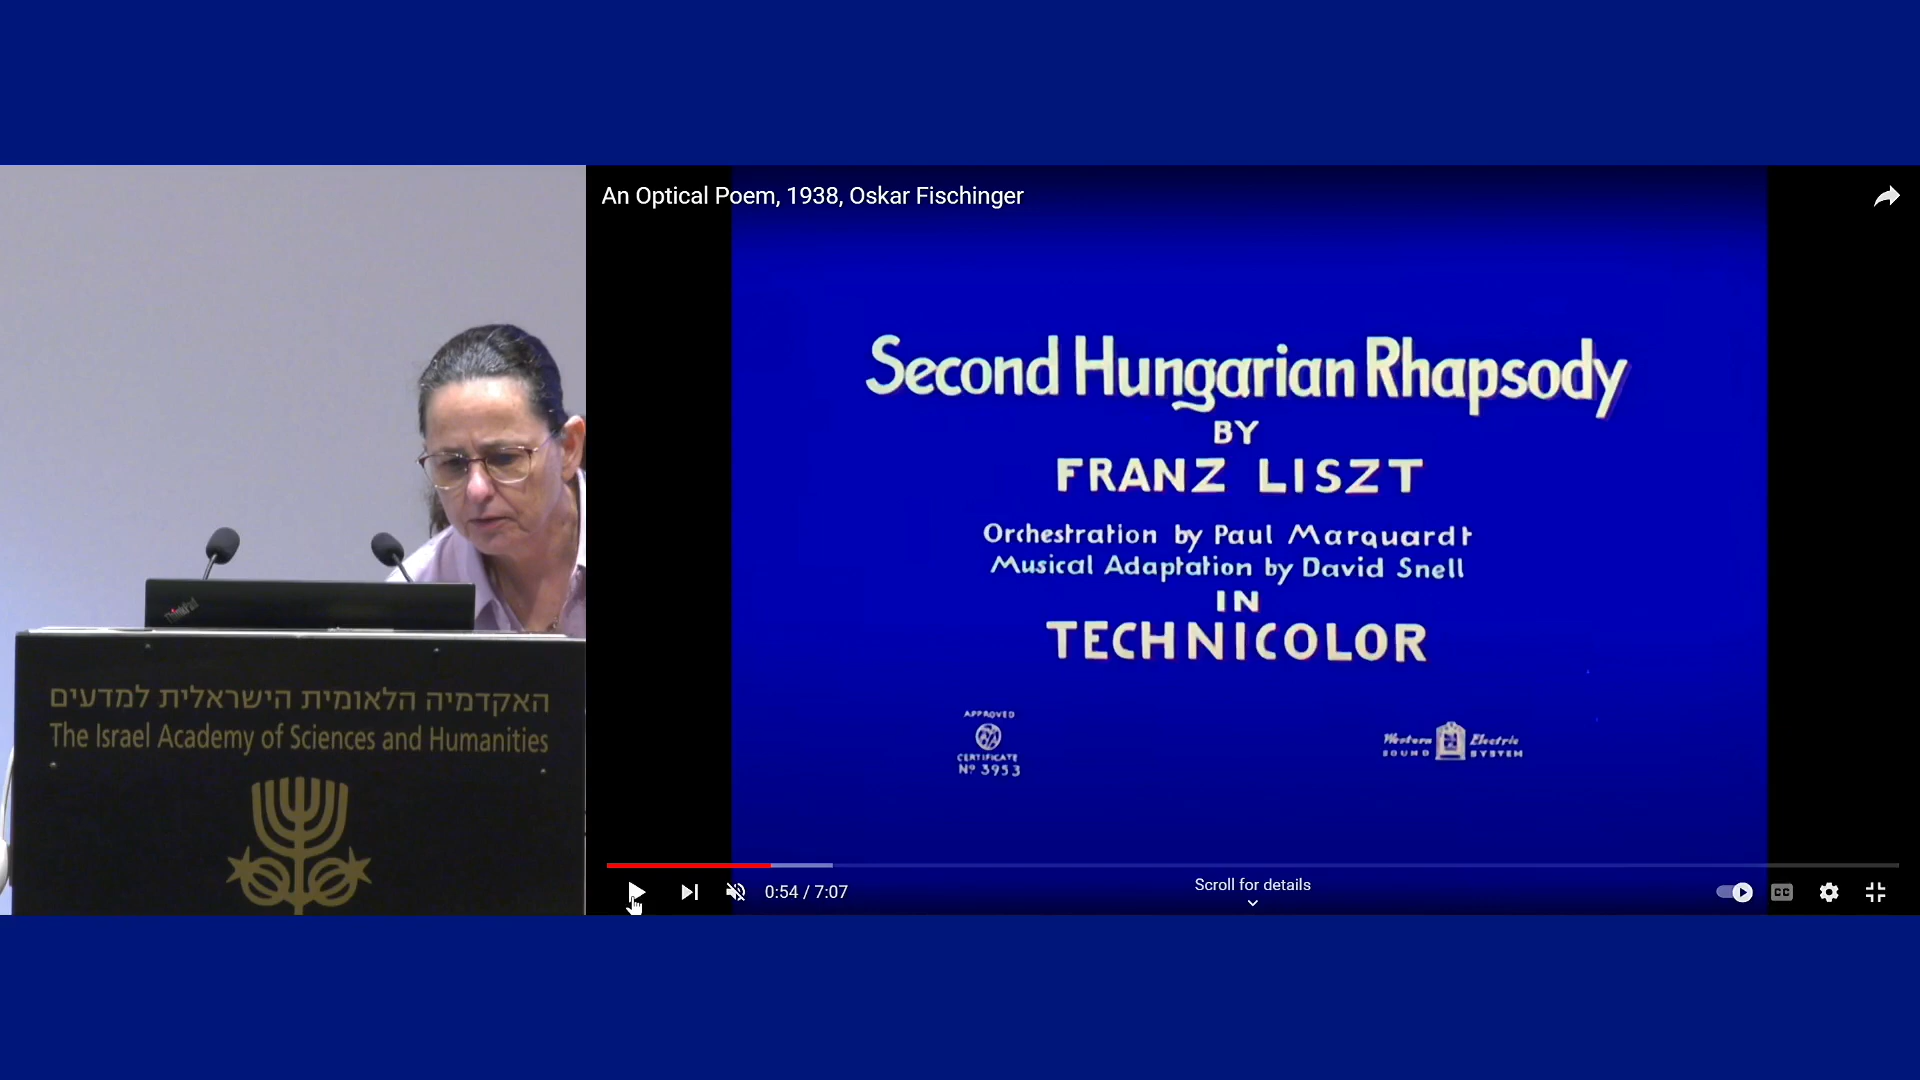 An Optical Poem, 1938, Oskar Fischinger
Second Hungarian Rhapsody
BY
FRANZ LISZT
Orchestration by Paul Marquardt
Musical Adaptation by David Snell
IN
TECHNICOLOR
APPROVED
CERTIFICATE
Nº 3953
Western Electric
SOUND SYSTEM
0:54 / 7:07
Scroll for details
CC
ThinkPad
האקדמיה הלאומית הישראלית למדעים
The Israel Academy of Sciences and Humanities